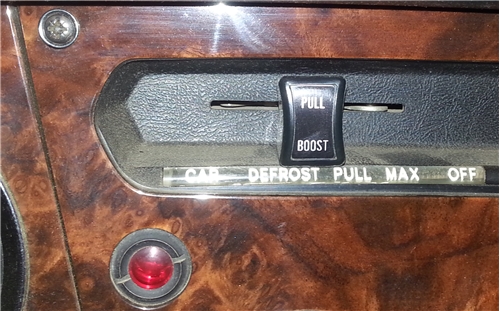 PULL
BOOST
CAR DEFROST PULL MAX OFF